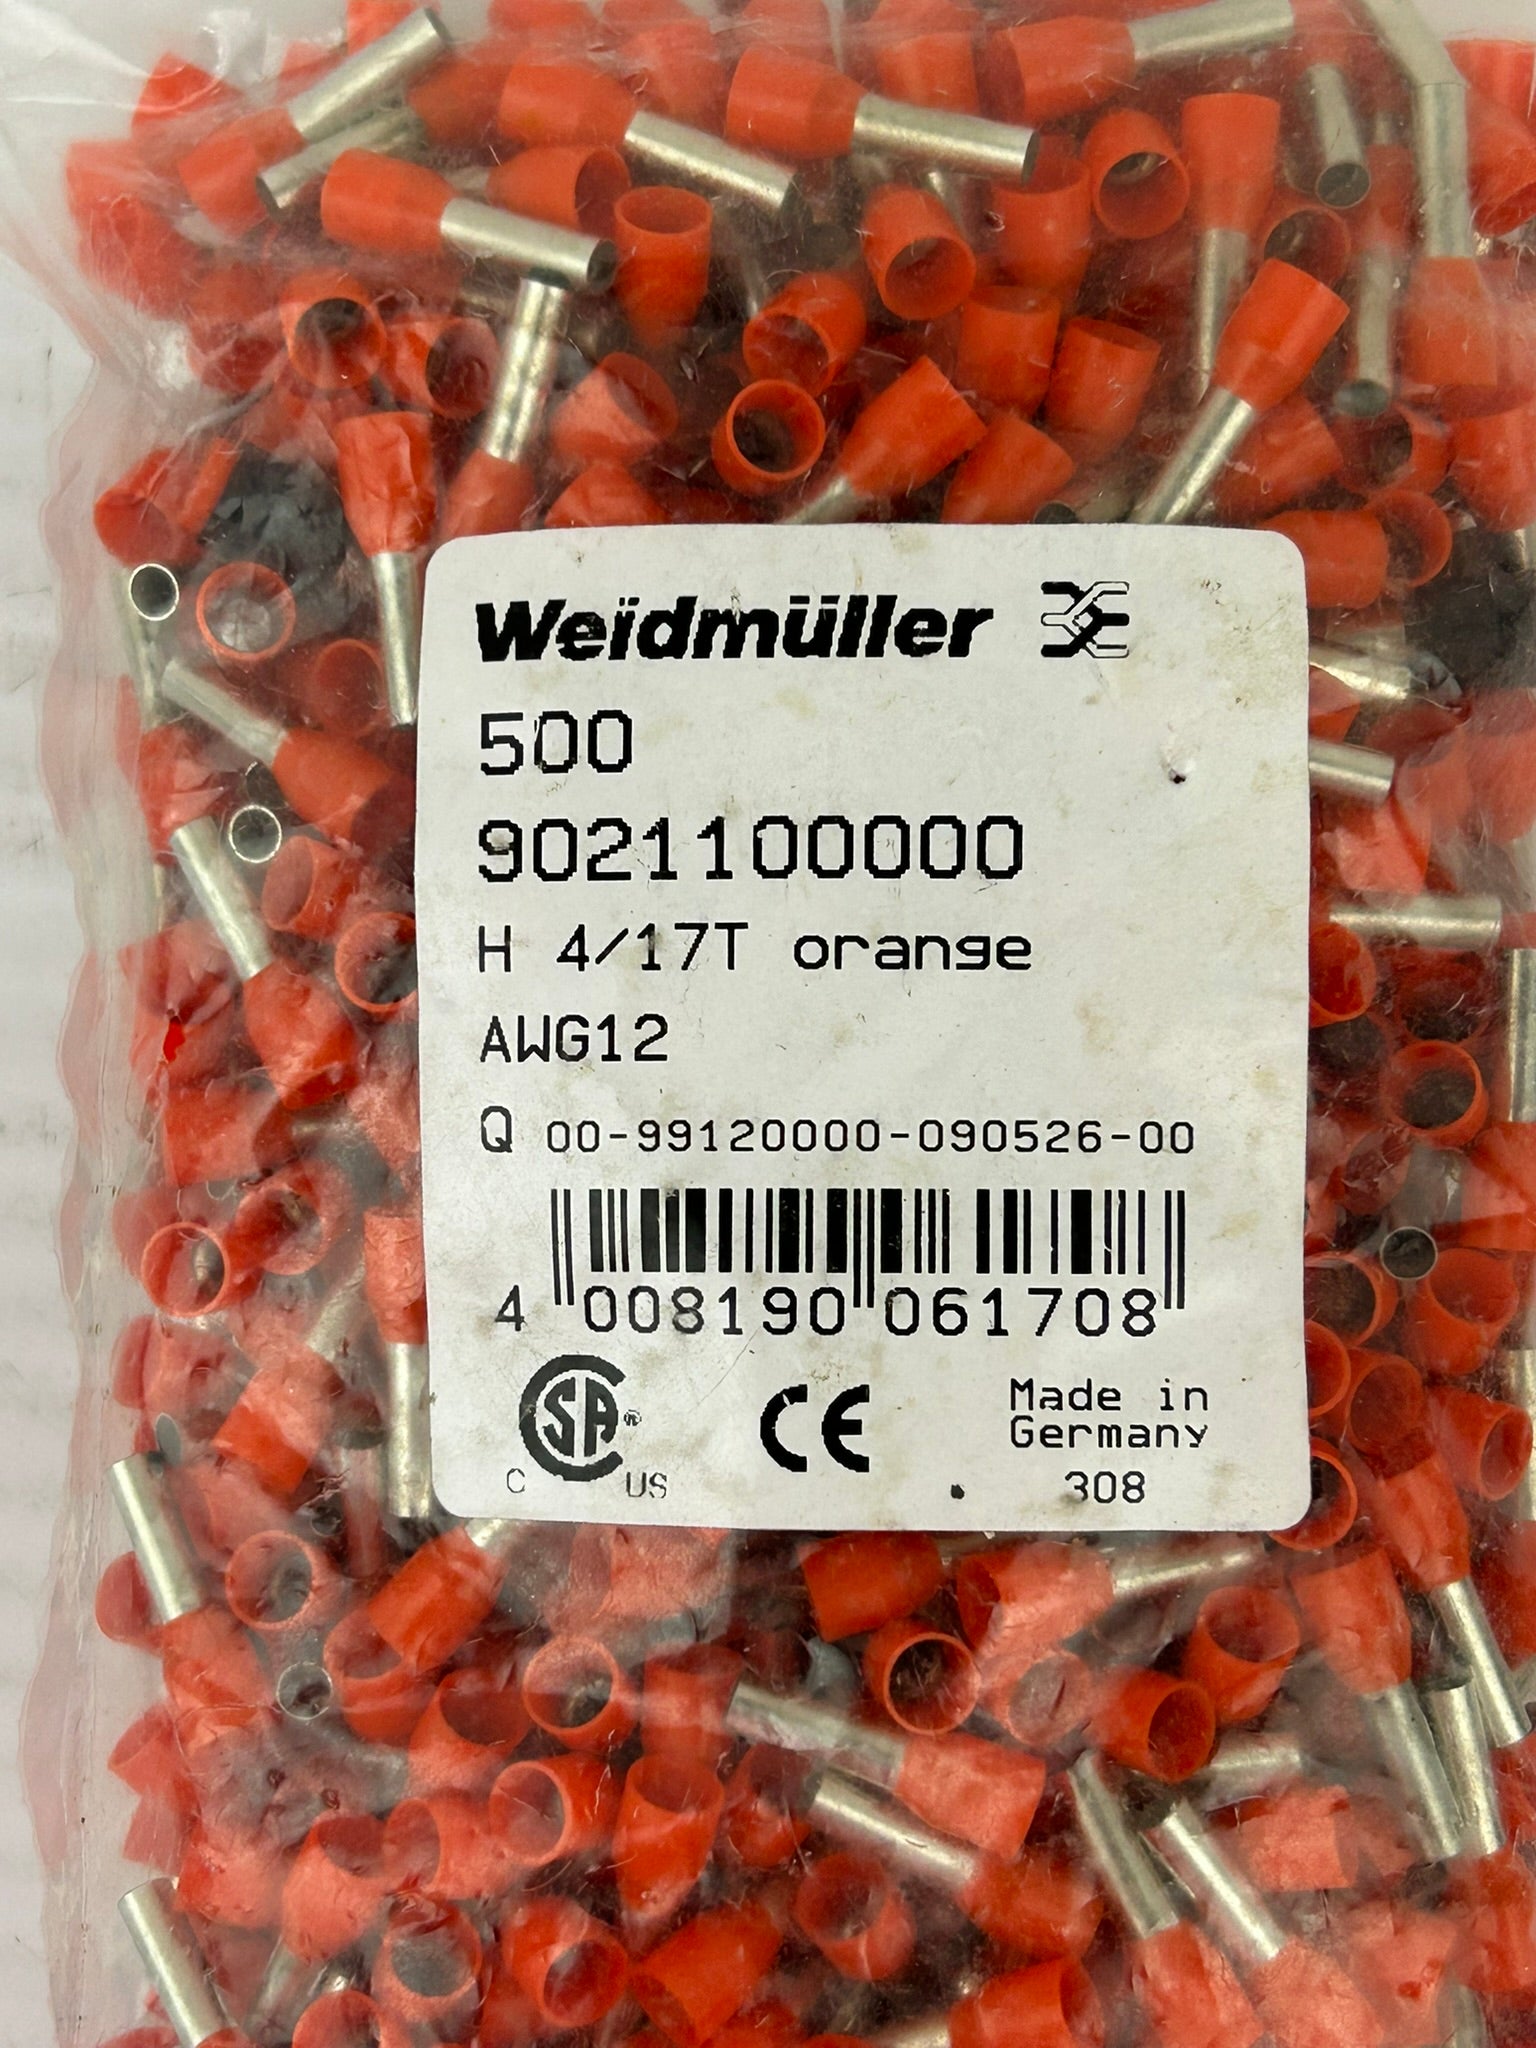 Weidmüller
500
9021100000
H 4/17T orange
AWG12
Q 00-99120000-090526-00
4 008190 061708
CSA®
C US
CE
Made in
Germany
308